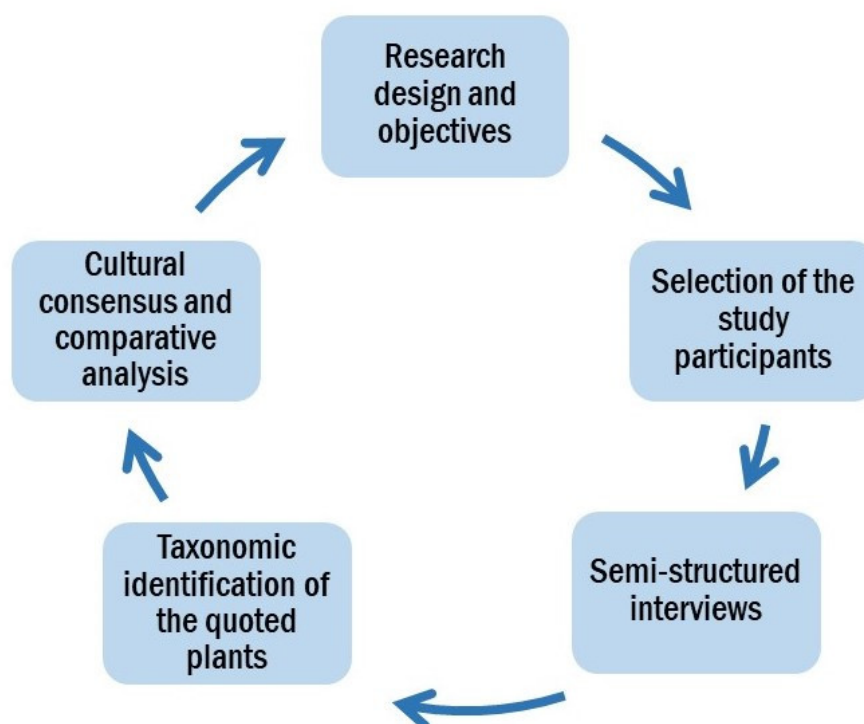 Research
design and
objectives
Selection of the
study
participants
Semi-structured
interviews
Taxonomic
identification of
the quoted
plants
Cultural
consensus and
comparative
analysis